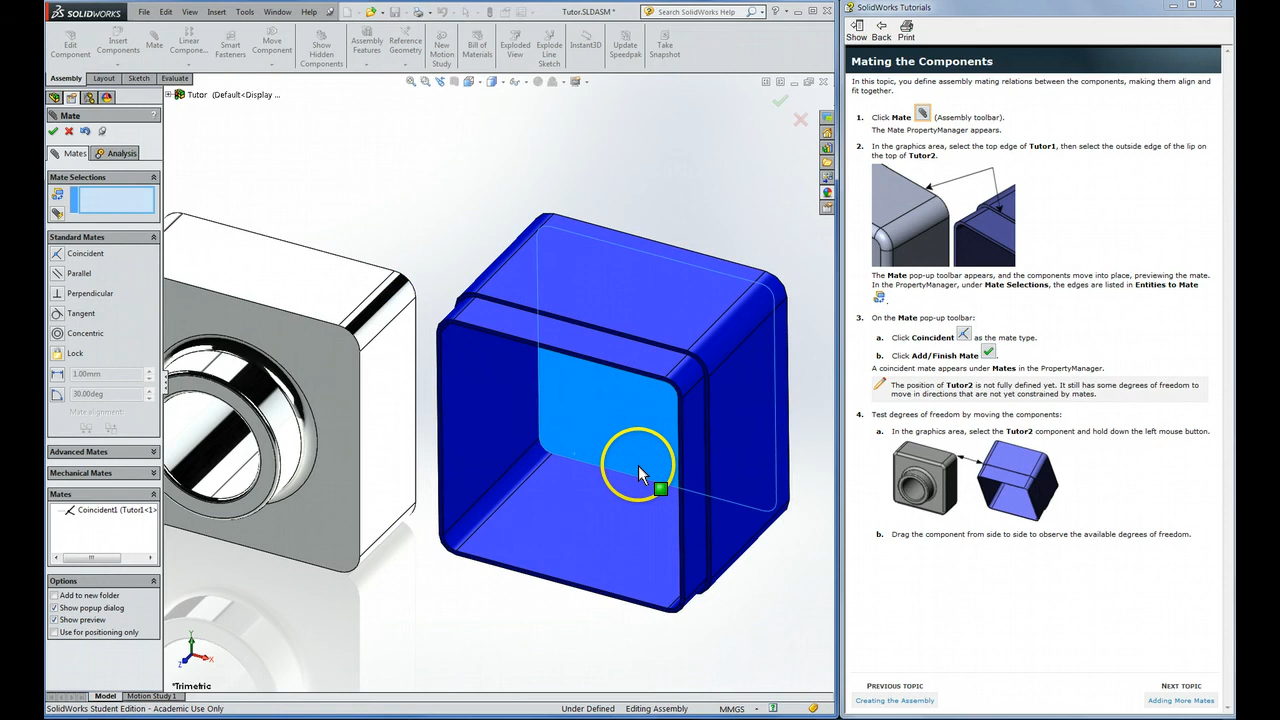 SOLIDWORKS
File Edit View Insert Tools Window Help
Tutor.SLDASM
Search SolidWorks Help
Edit Component
Insert Components
Mate
Linear Compone...
Smart Fasteners
Move Component
Show Hidden Components
Assembly Features
Reference Geometry
New Motion Study
Bill of Materials
Exploded View
Explode Line Sketch
Instant3D
Update Speedpak
Take Snapshot
Assembly Layout Sketch Evaluate
Tutor (Default<Display ...
Mate
?
Mates Analysis
Mate Selections
Standard Mates
Coincident
Parallel
Perpendicular
Tangent
Concentric
Lock
1.00mm
30.00deg
Mate alignment:
Advanced Mates
Mechanical Mates
Mates
Coincident1 (Tutor1<1>
Options
Add to new folder
Show popup dialog
Show preview
Use for positioning only
Y
X
Z
*Trimetric
Model Motion Study 1
SolidWorks Student Edition - Academic Use Only
Under Defined Editing Assembly MMGS
SolidWorks Tutorials
Show Back Print
Mating the Components
In this topic, you define assembly mating relations between the components, making them align and
fit together.
1. Click Mate (Assembly toolbar).
The Mate PropertyManager appears.
2. In the graphics area, select the top edge of Tutor1, then select the outside edge of the lip on
the top of Tutor2.
The Mate pop-up toolbar appears, and the components move into place, previewing the mate.
In the PropertyManager, under Mate Selections, the edges are listed in Entities to Mate
.
3. On the Mate pop-up toolbar:
a. Click Coincident as the mate type.
b. Click Add/Finish Mate .
A coincident mate appears under Mates in the PropertyManager.
The position of Tutor2 is not fully defined yet. It still has some degrees of freedom to
move in directions that are not yet constrained by mates.
4. Test degrees of freedom by moving the components:
a. In the graphics area, select the Tutor2 component and hold down the left mouse button.
b. Drag the component from side to side to observe the available degrees of freedom.
PREVIOUS TOPIC
Creating the Assembly
NEXT TOPIC
Adding More Mates